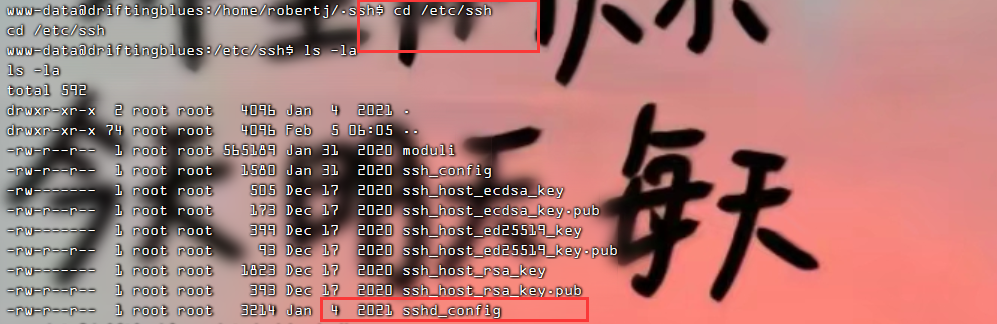 www-data@driftingblues:/home/robertj/.ssh$ cd /etc/ssh
cd /etc/ssh
www-data@driftingblues:/etc/ssh$ ls -la
ls -la
total 592
drwxr-xr-x  2 root root   4096 Jan  4  2021 .
drwxr-xr-x 74 root root   4096 Feb  5 06:05 ..
-rw-r--r--  1 root root 565189 Jan 31  2020 moduli
-rw-r--r--  1 root root   1580 Jan 31  2020 ssh_config
-rw-------  1 root root    505 Dec 17  2020 ssh_host_ecdsa_key
-rw-r--r--  1 root root    173 Dec 17  2020 ssh_host_ecdsa_key.pub
-rw-------  1 root root    399 Dec 17  2020 ssh_host_ed25519_key
-rw-r--r--  1 root root     93 Dec 17  2020 ssh_host_ed25519_key.pub
-rw-------  1 root root   1823 Dec 17  2020 ssh_host_rsa_key
-rw-r--r--  1 root root    393 Dec 17  2020 ssh_host_rsa_key.pub
-rw-r--r--  1 root root   3214 Jan  4  2021 sshd_config
每天